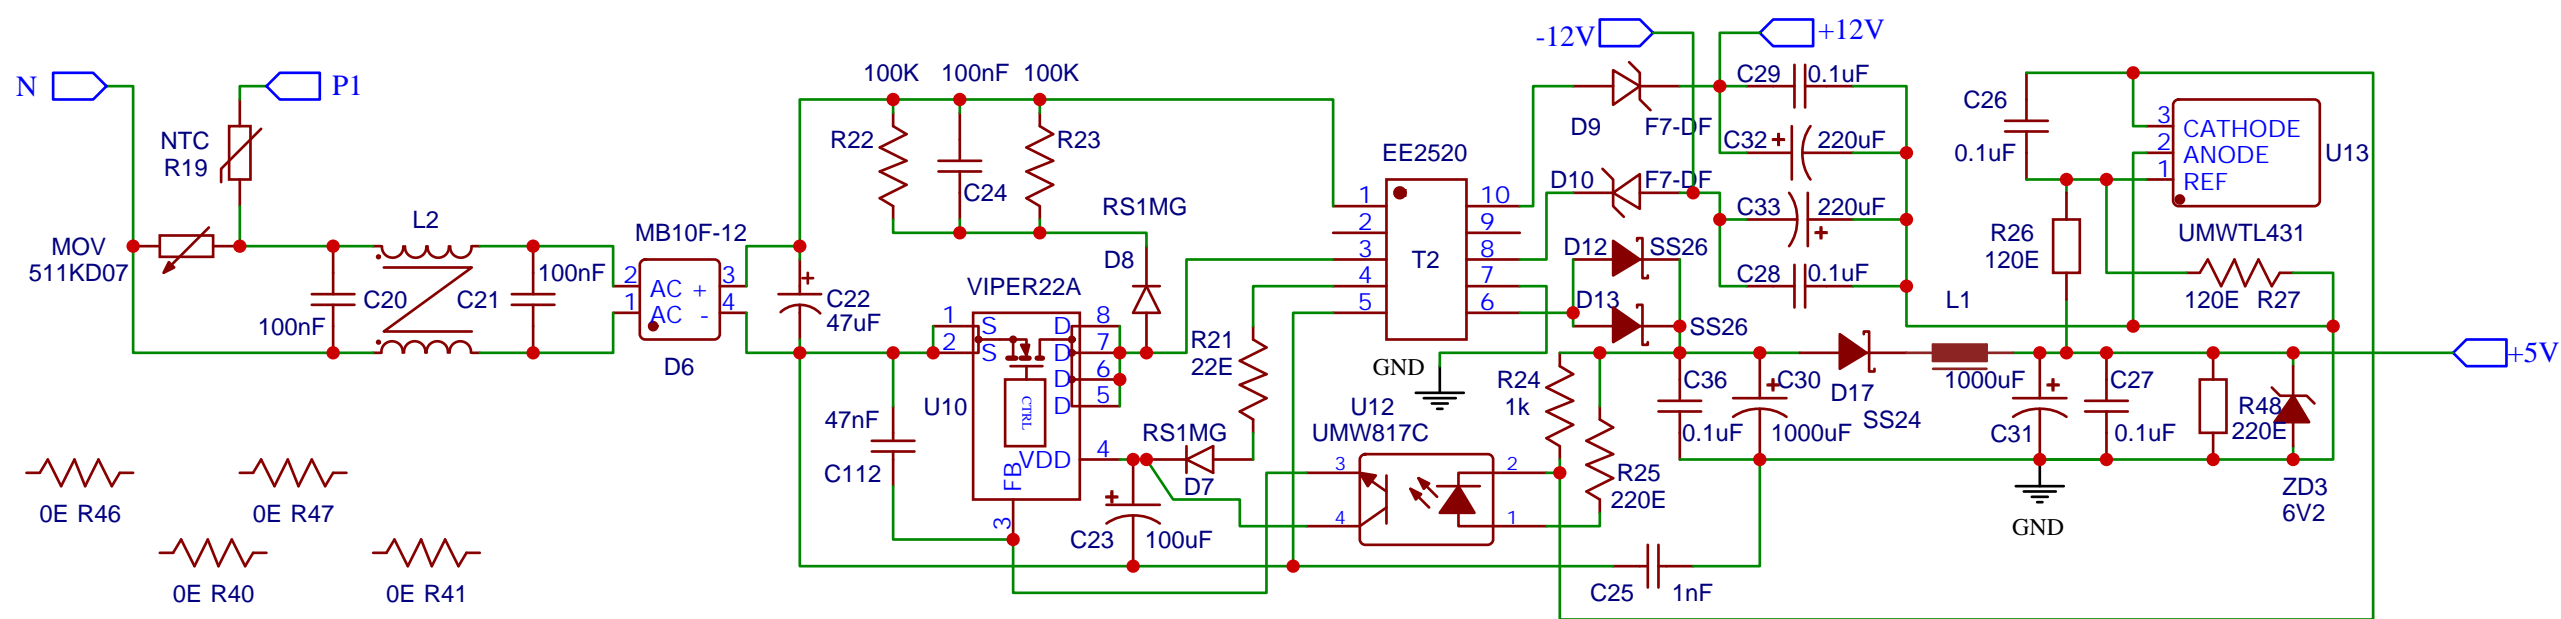 N
P1
NTC
R19
MOV
511KD07
L2
C20
100nF
C21
100nF
MB10F-12
2
1
AC +
AC -
3
4
D6
100K
100nF
100K
R22
C24
R23
C22
47uF
RS1MG
D8
VIPER22A
1
2
S
S
D
D
D
D
8
7
6
5
CTRL
U10
VDD
4
FB
3
47nF
C112
R21
22E
RS1MG
D7
C23
100uF
EE2520
1
2
3
4
5
T2
10
9
8
7
6
GND
U12
UMW817C
3
4
2
1
R24
1k
R25
220E
C25
1nF
-12V
+12V
D9
F7-DF
D10
F7-DF
D12
SS26
D13
SS26
C29
0.1uF
C32
220uF
C33
220uF
C28
0.1uF
C36
0.1uF
C30
1000uF
D17
SS24
L1
1000uF
C31
C27
0.1uF
C26
0.1uF
3
2
1
CATHODE
ANODE
REF
U13
UMWTL431
R26
120E
120E R27
R48
220E
ZD3
6V2
+5V
GND
0E R46
0E R47
0E R40
0E R41